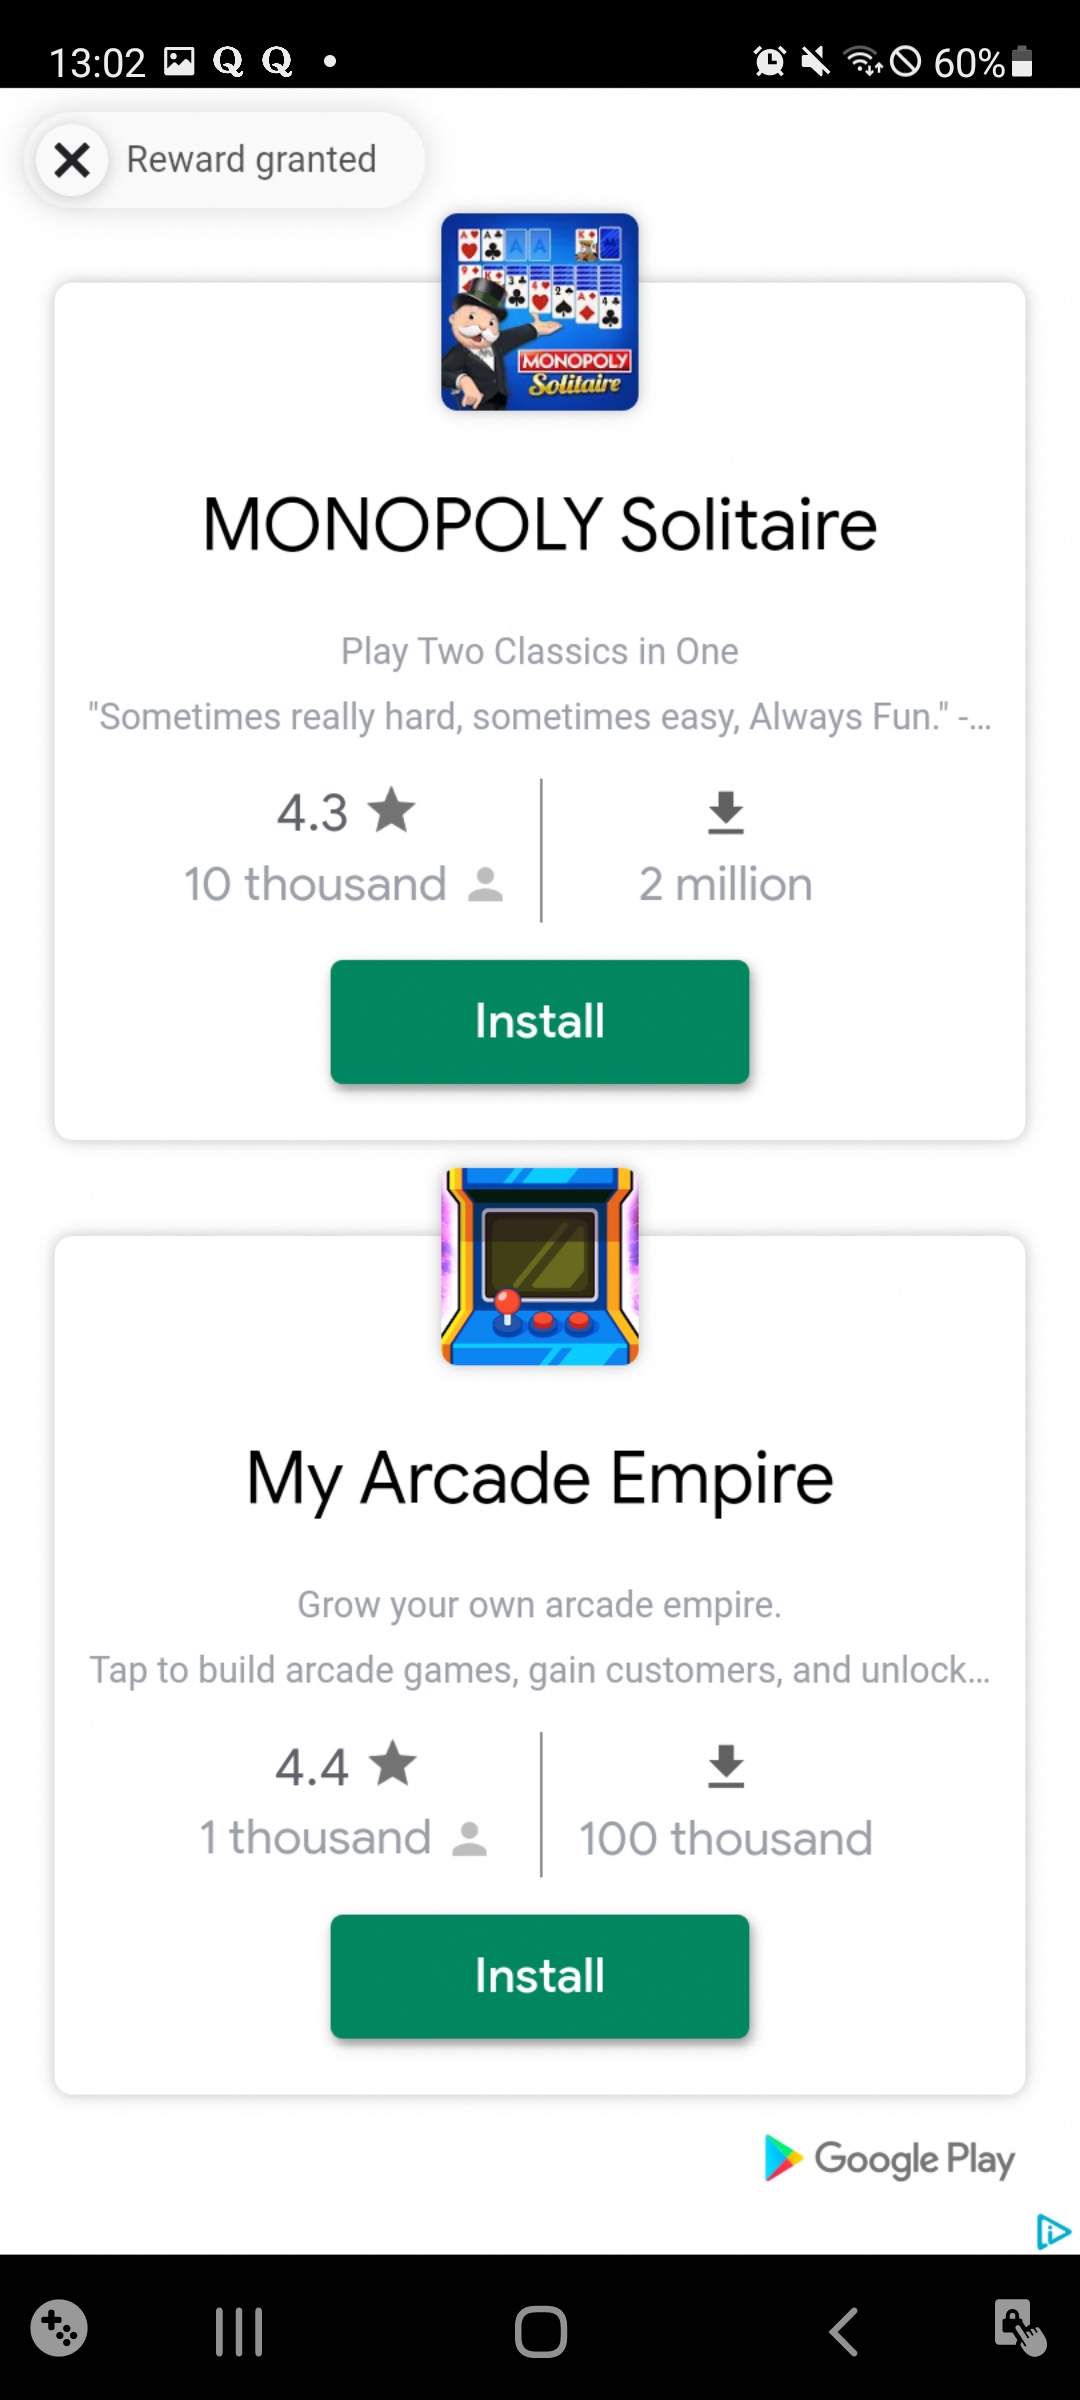 13:02 Q Q 60%
Reward granted
MONOPOLY
Solitaire
MONOPOLY Solitaire
Play Two Classics in One
"Sometimes really hard, sometimes easy, Always Fun." -...
4.3
10 thousand
2 million
Install
My Arcade Empire
Grow your own arcade empire.
Tap to build arcade games, gain customers, and unlock...
4.4
1 thousand
100 thousand
Install
Google Play